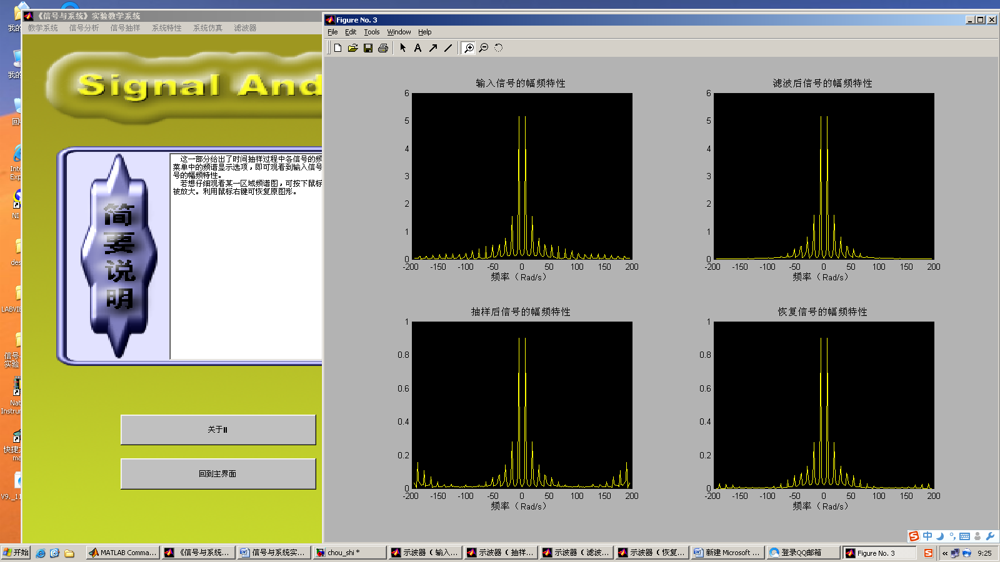 《信号与系统》实验教学系统
教学系统 信号分析 信号抽样 系统特性 系统仿真 滤波器
Signal And
这一部分给出了时间抽样过程中各信号的频
菜单中的频谱显示选项，即可观看到输入信号
号的幅频特性。
若想仔细观看某一区域频谱图，可按下鼠标
被放大。利用鼠标右键可恢复原图形。
简
要
说
明
关于II
回到主界面
我的
我的
回
Inte
Exp
NI
des
LABVIE
信号
实验
Nat
Instrum
快捷
ma
V9._11
Figure No. 3
File Edit Tools Window Help
输入信号的幅频特性
6
5
4
3
2
1
0
-200 -150 -100 -50 0 50 100 150 200
频率（Rad/s）
滤波后信号的幅频特性
6
5
4
3
2
1
0
-200 -150 -100 -50 0 50 100 150 200
频率（Rad/s）
抽样后信号的幅频特性
1
0.8
0.6
0.4
0.2
0
-200 -150 -100 -50 0 50 100 150 200
频率（Rad/s）
恢复信号的幅频特性
1
0.8
0.6
0.4
0.2
0
-200 -150 -100 -50 0 50 100 150 200
频率（Rad/s）
中
开始 MATLAB Comma... 《信号与系统... 信号与系统实... chou_shi * 示波器（输入... 示波器（抽样... 示波器（滤波... 示波器（恢复... 新建 Microsoft ... 登录QQ邮箱 Figure No. 3 9:25